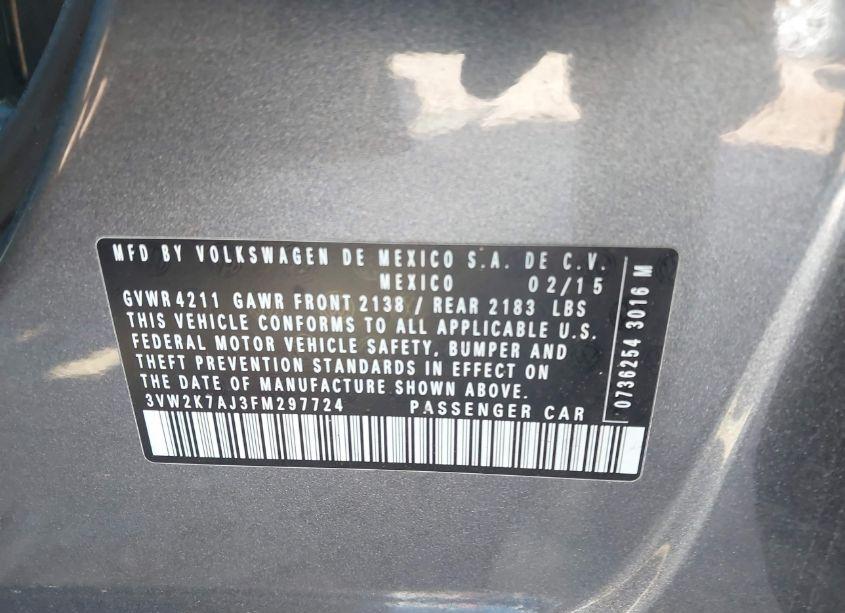 MFD BY VOLKSWAGEN DE MEXICO S.A. DE C.V.
MEXICO 02/15
GVWR 4211 GAWR FRONT 2138 / REAR 2183 LBS
THIS VEHICLE CONFORMS TO ALL APPLICABLE U.S.
FEDERAL MOTOR VEHICLE SAFETY, BUMPER AND
THEFT PREVENTION STANDARDS IN EFFECT ON
THE DATE OF MANUFACTURE SHOWN ABOVE.
3VW2K7AJ3FM297724 PASSENGER CAR
0736254 3016 M